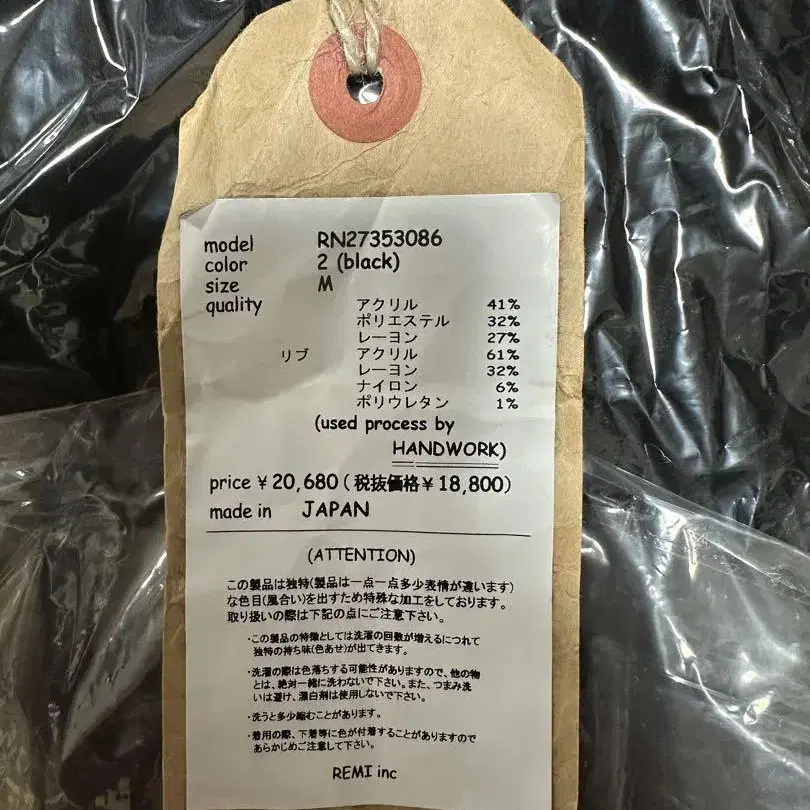 model RN27353086
color 2 (black)
size M
quality アクリル 41%
ポリエステル 32%
レーヨン 27%
リブ アクリル 61%
レーヨン 32%
ナイロン 6%
ポリウレタン 1%
(used process by
HANDWORK)
price ¥20,680(税抜価格¥18,800)
made in JAPAN
(ATTENTION)
この製品は独特(製品は一点一点多少表情が違います)
な色目(風合い)を出すため特殊な加工をしております。
取り扱いの際は下記の点にご注意下さい。
・この製品の特徴としては洗濯の回数が増えるにつれて
独特の持ち味(色あせ)が出てきます。
・洗濯の際は色落ちする可能性がありますので、他の物
とは、絶対一緒に洗わないで下さい。また、つまみ洗
いは避け、漂白剤は使用しないで下さい。
・洗うと多少縮むことがあります。
・着用の際、下着等に色が付着することがありますので
あらかじめご注意して下さい。
REMI inc